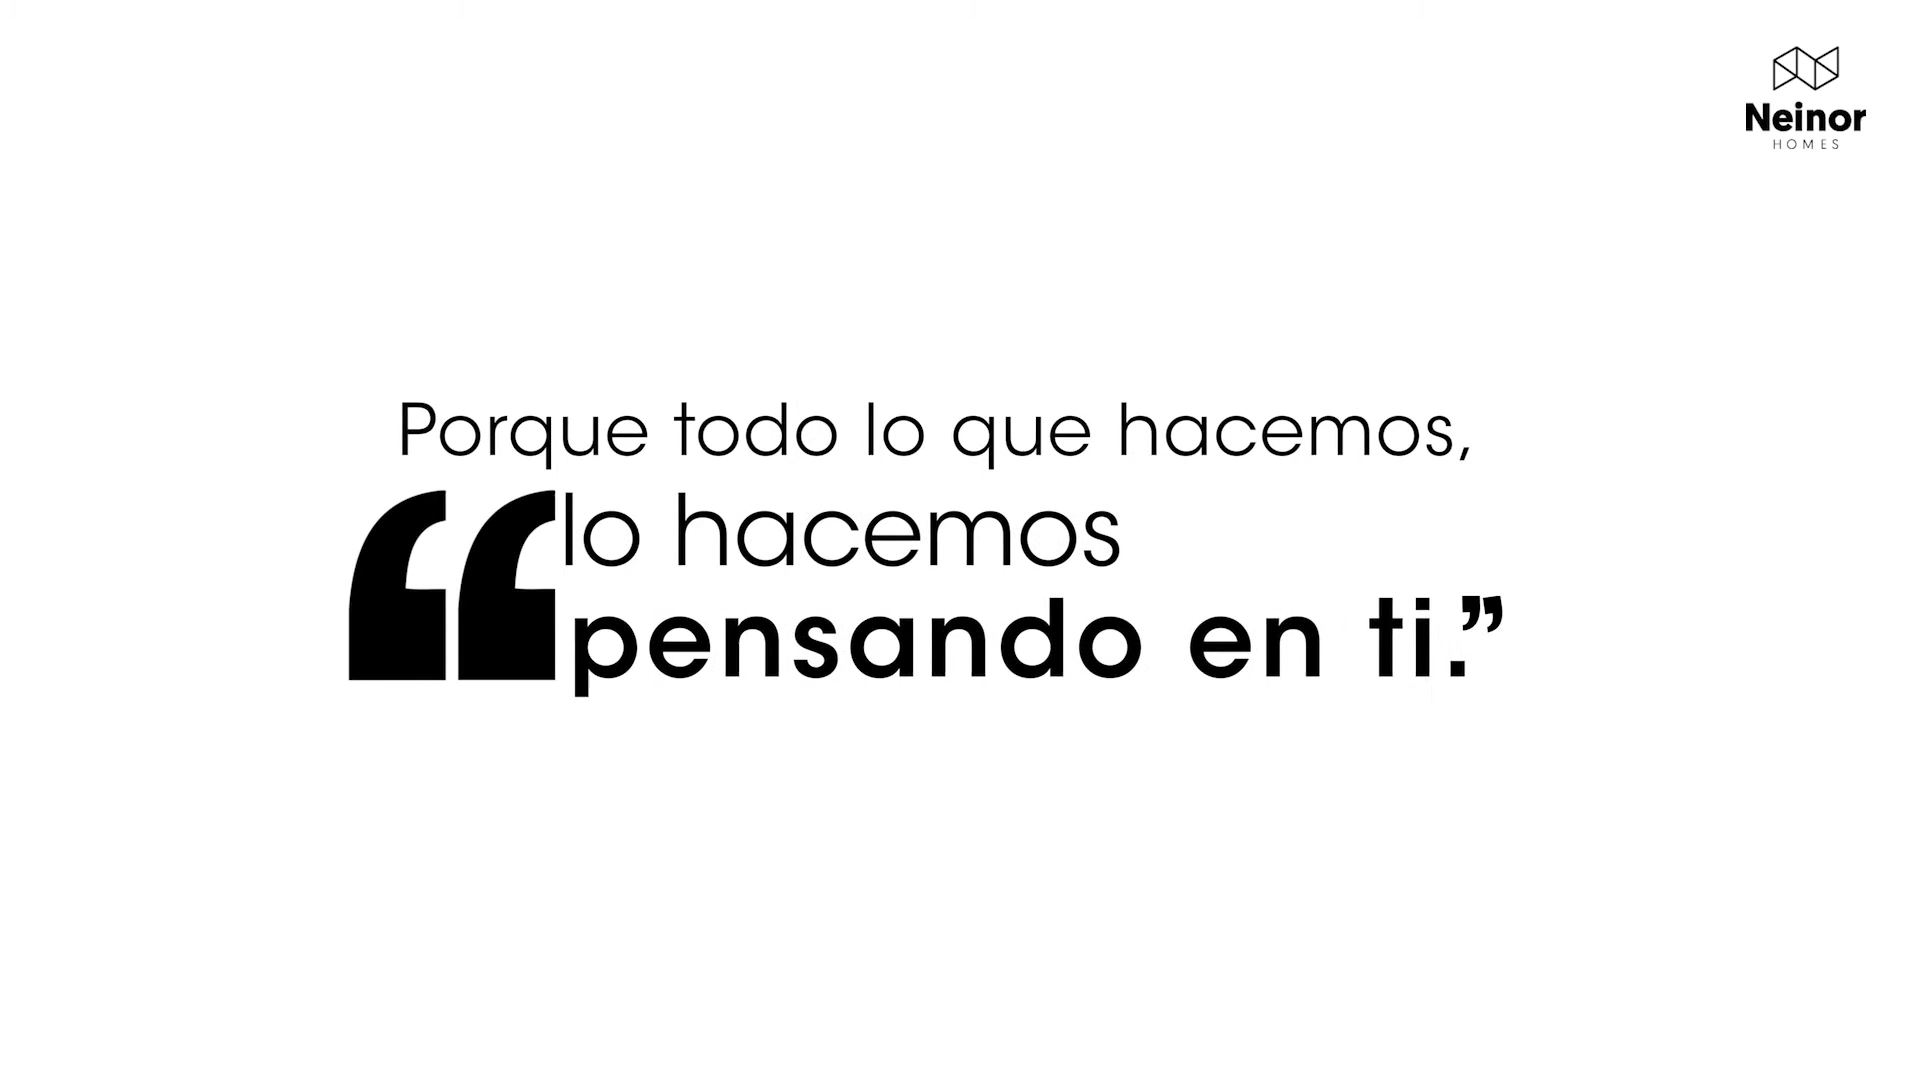 Neinor
HOMES
Porque todo lo que hacemos,
“lo hacemos
pensando en ti.”